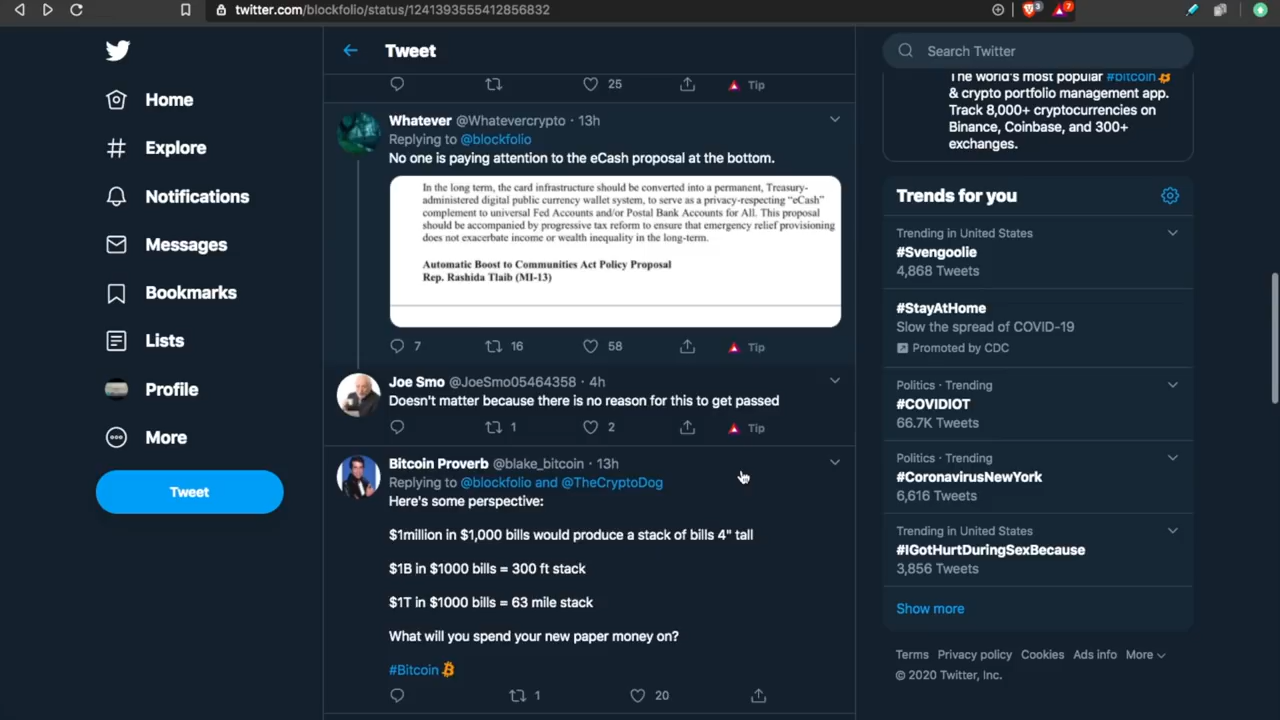 twitter.com/blockfolio/status/1241393555412856832
3
7
Home
Explore
Notifications
Messages
Bookmarks
Lists
Profile
More
Tweet
Tweet
25
Tip
Whatever @Whatevercrypto · 13h
Replying to @blockfolio
No one is paying attention to the eCash proposal at the bottom.
In the long term, the card infrastructure should be converted into a permanent, Treasury-
administered digital public currency wallet system, to serve as a privacy-respecting “eCash”
complement to universal Fed Accounts and/or Postal Bank Accounts for All. This proposal
should be accompanied by progressive tax reform to ensure that emergency relief provisioning
does not exacerbate income or wealth inequality in the long-term.
Automatic Boost to Communities Act Policy Proposal
Rep. Rashida Tlaib (MI-13)
7 16 58 Tip
Joe Smo @JoeSmo05464358 · 4h
Doesn't matter because there is no reason for this to get passed
1 2 Tip
Bitcoin Proverb @blake_bitcoin · 13h
Replying to @blockfolio and @TheCryptoDog
Here's some perspective:
$1million in $1,000 bills would produce a stack of bills 4" tall
$1B in $1000 bills = 300 ft stack
$1T in $1000 bills = 63 mile stack
What will you spend your new paper money on?
#Bitcoin
1 20
Search Twitter
The world's most popular #bitcoin
& crypto portfolio management app.
Track 8,000+ cryptocurrencies on
Binance, Coinbase, and 300+
exchanges.
Trends for you
Trending in United States
#Svengoolie
4,868 Tweets
#StayAtHome
Slow the spread of COVID-19
Promoted by CDC
Politics · Trending
#COVIDIOT
66.7K Tweets
Politics · Trending
#CoronavirusNewYork
6,616 Tweets
Trending in United States
#IGotHurtDuringSexBecause
3,856 Tweets
Show more
Terms Privacy policy Cookies Ads info More
© 2020 Twitter, Inc.